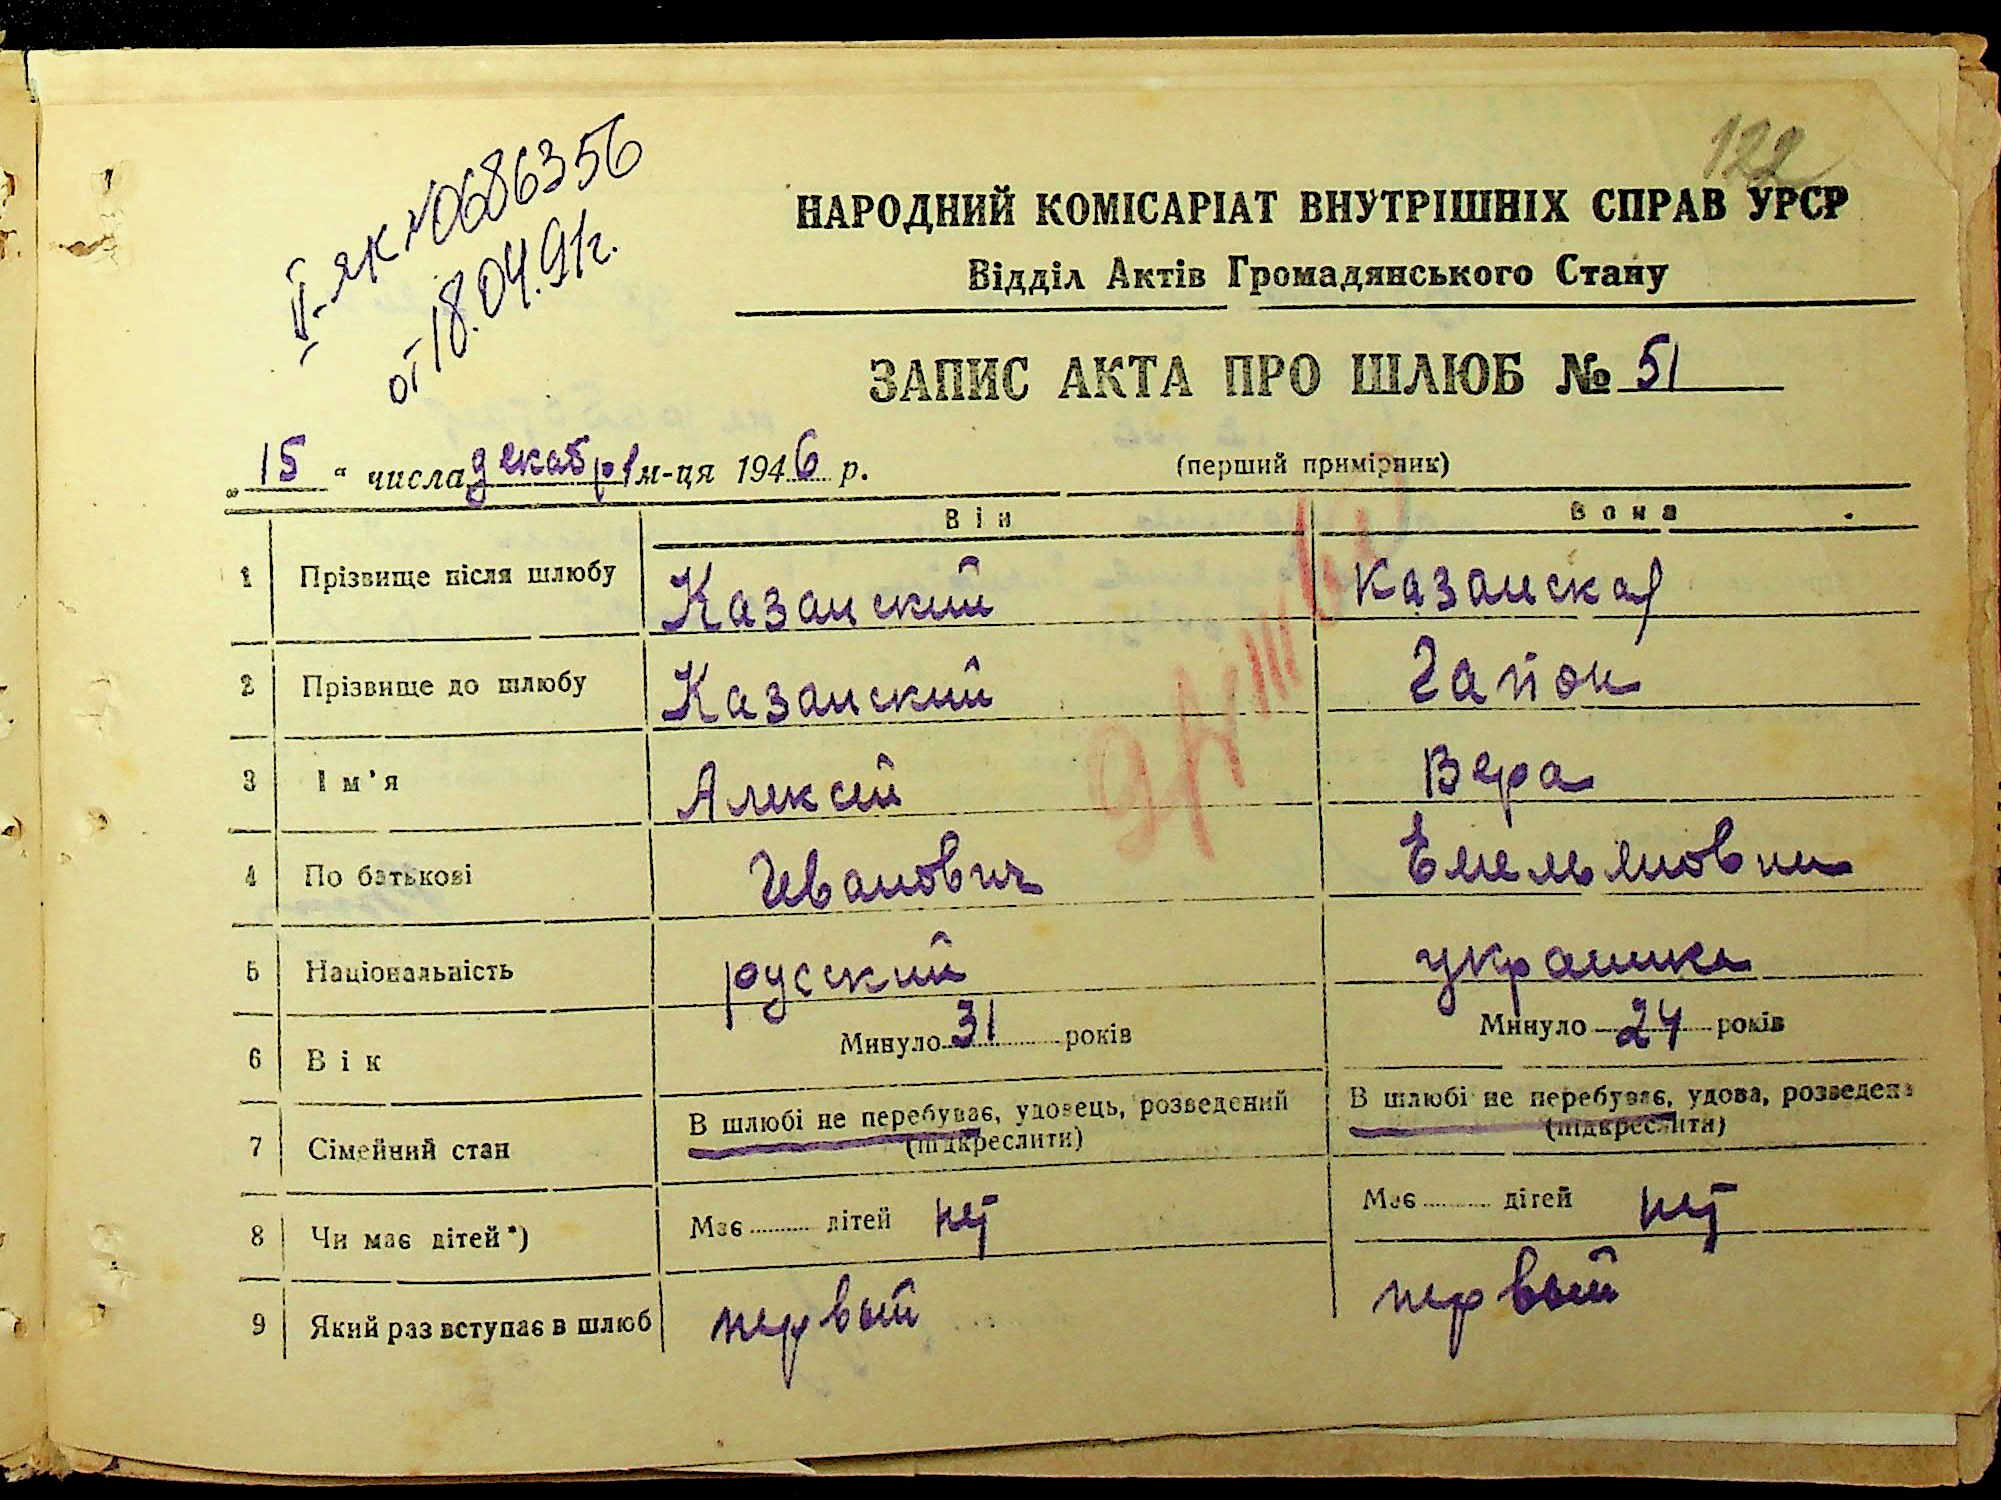 122
II-як №0686356
от 18.04.91г.
НАРОДНИЙ КОМІСАРІАТ ВНУТРІШНІХ СПРАВ УРСР
Відділ Актів Громадянського Стану
ЗАПИС АКТА ПРО ШЛЮБ № 51
„15“ числа декабря м-ця 1946 р.
(перший примірник)
Він Вона
1 Прізвище після шлюбу Казанский Казанская
2 Прізвище до шлюбу Казанский Гапон
3 Ім'я Алексей Вера
4 По батькові Иванович Емельяновна
5 Національність русский украинка
6 Вік Минуло 31 років Минуло 24 років
7 Сімейний стан В шлюбі не перебуває, удовець, розведений (підкреслити) В шлюбі не перебуває, удова, розведена (підкреслити)
8 Чи має дітей*) Має ......... дітей нет Має ......... дітей нет
9 Який раз вступає в шлюб первый первый